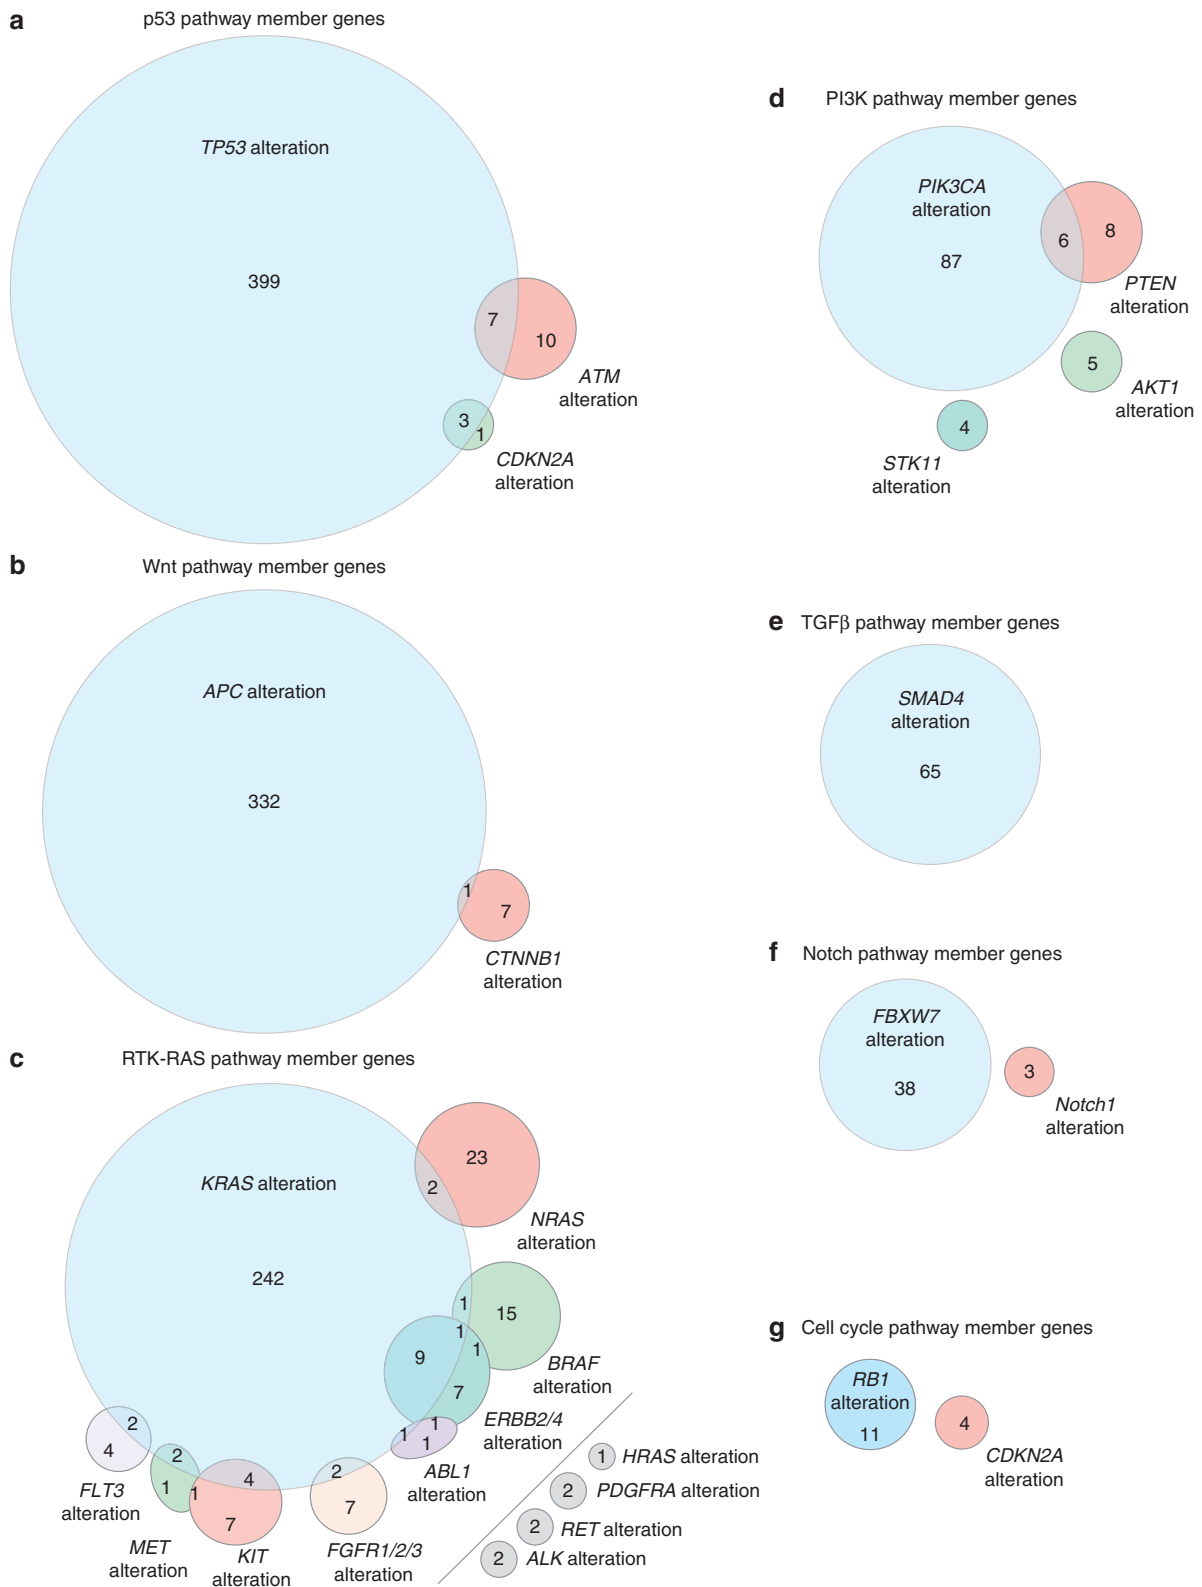 a
p53 pathway member genes
TP53 alteration
399
7
10
ATM
alteration
3
1
CDKN2A
alteration
b
Wnt pathway member genes
APC alteration
332
1
7
CTNNB1
alteration
c
RTK-RAS pathway member genes
KRAS alteration
242
23
2
NRAS
alteration
1
15
1
1
BRAF
alteration
9
7
ERBB2/4
alteration
1
1
1
ABL1
alteration
2
4
FLT3
alteration
2
1
1
MET
alteration
4
7
KIT
alteration
2
7
FGFR1/2/3
alteration
1
HRAS alteration
2
PDGFRA alteration
2
RET alteration
2
ALK alteration
d
PI3K pathway member genes
PIK3CA
alteration
87
6
8
PTEN
alteration
5
AKT1
alteration
4
STK11
alteration
e
TGFβ pathway member genes
SMAD4
alteration
65
f
Notch pathway member genes
FBXW7
alteration
38
3
Notch1
alteration
g
Cell cycle pathway member genes
RB1
alteration
11
4
CDKN2A
alteration